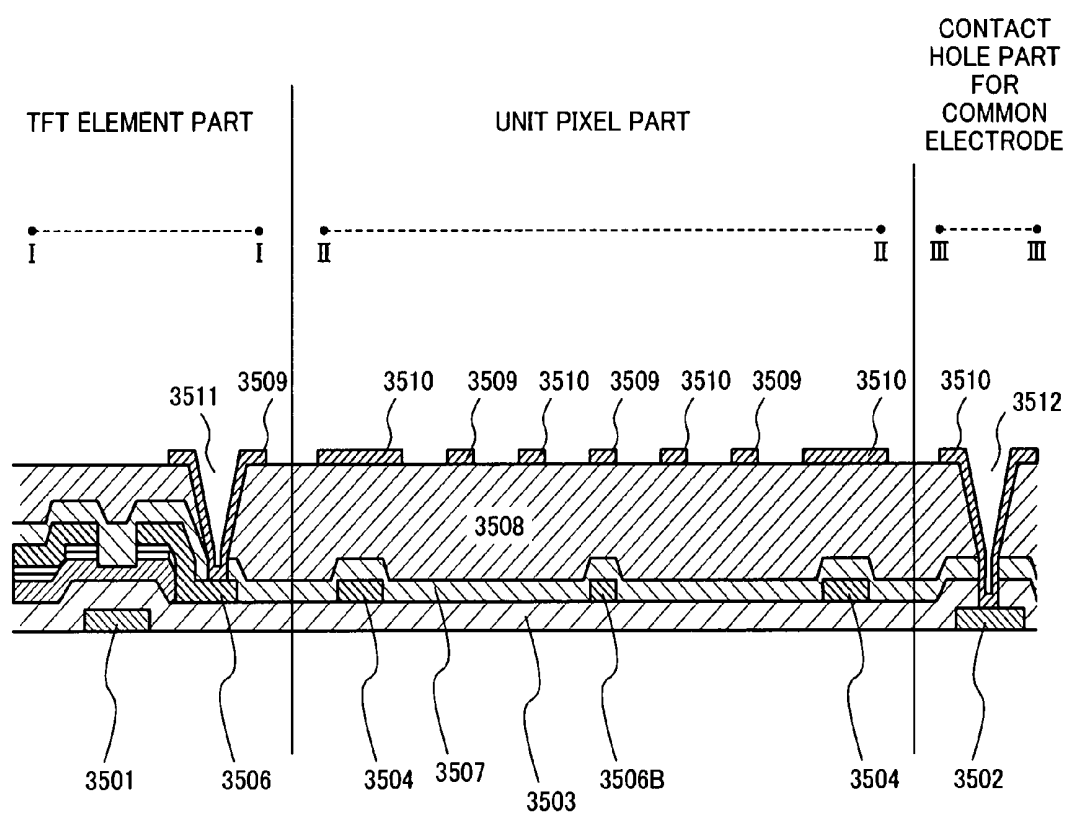 CONTACT
HOLE PART
FOR
COMMON
ELECTRODE
TFT ELEMENT PART
UNIT PIXEL PART
I I II II III III
3511 3509 3510 3509 3510 3509 3510 3509 3510 3510 3512
3508
3501 3506 3504 3507 3503 3506B 3504 3502